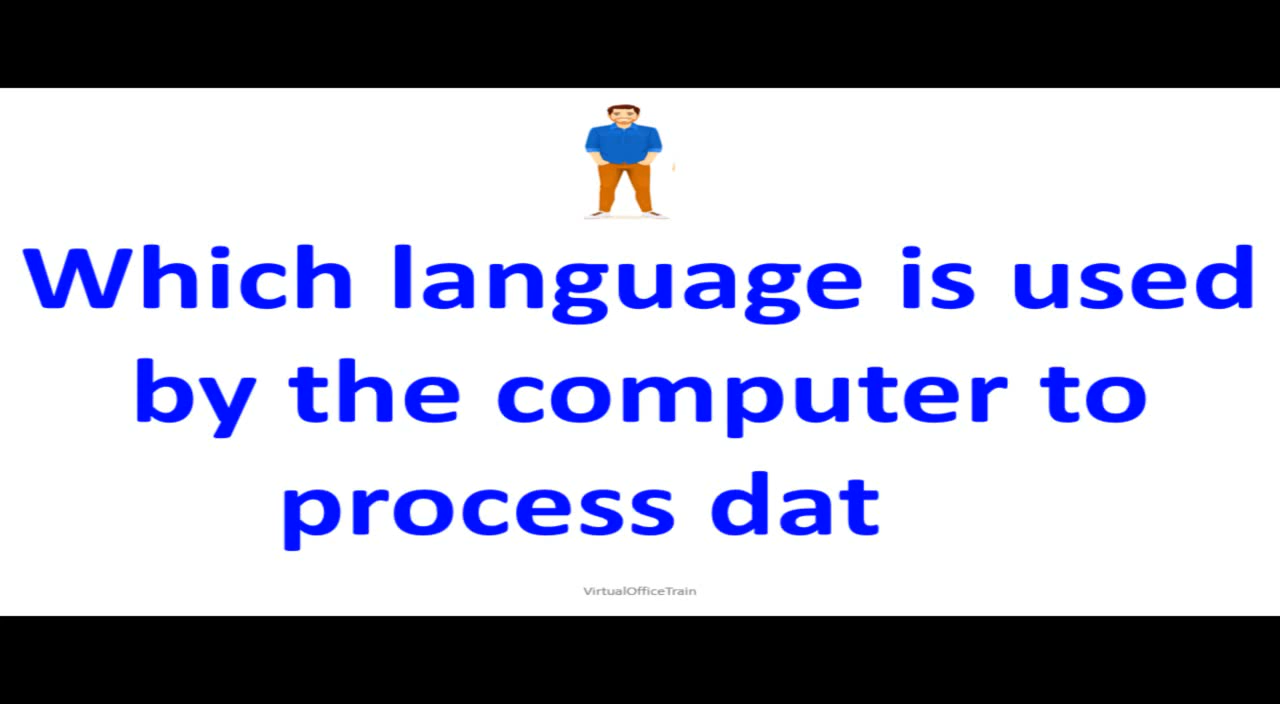 Which language is used
by the computer to
process dat
VirtualOfficeTrain